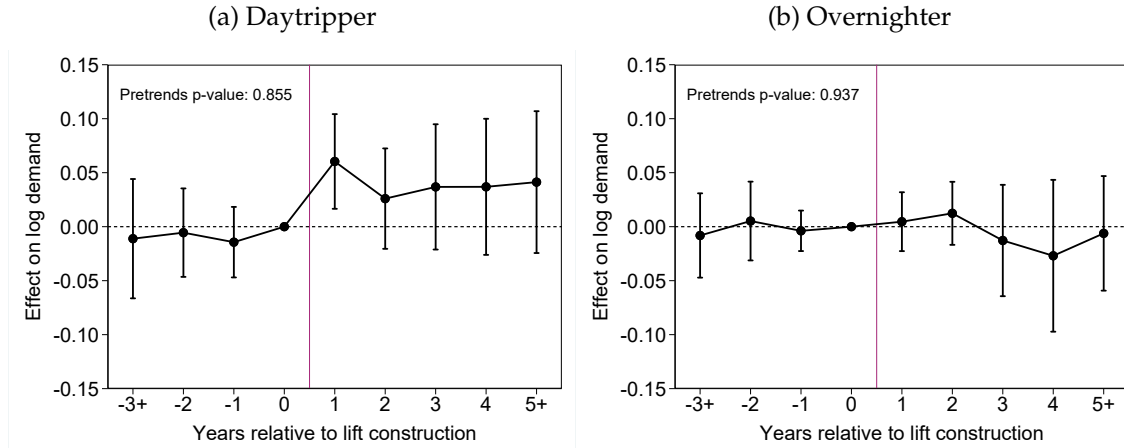 (a) Daytripper
Effect on log demand
0.15
0.10
0.05
0.00
-0.05
-0.10
-0.15
Pretrends p-value: 0.855
-3+ -2 -1 0 1 2 3 4 5+
Years relative to lift construction
(b) Overnighter
Effect on log demand
0.15
0.10
0.05
0.00
-0.05
-0.10
-0.15
Pretrends p-value: 0.937
-3+ -2 -1 0 1 2 3 4 5+
Years relative to lift construction